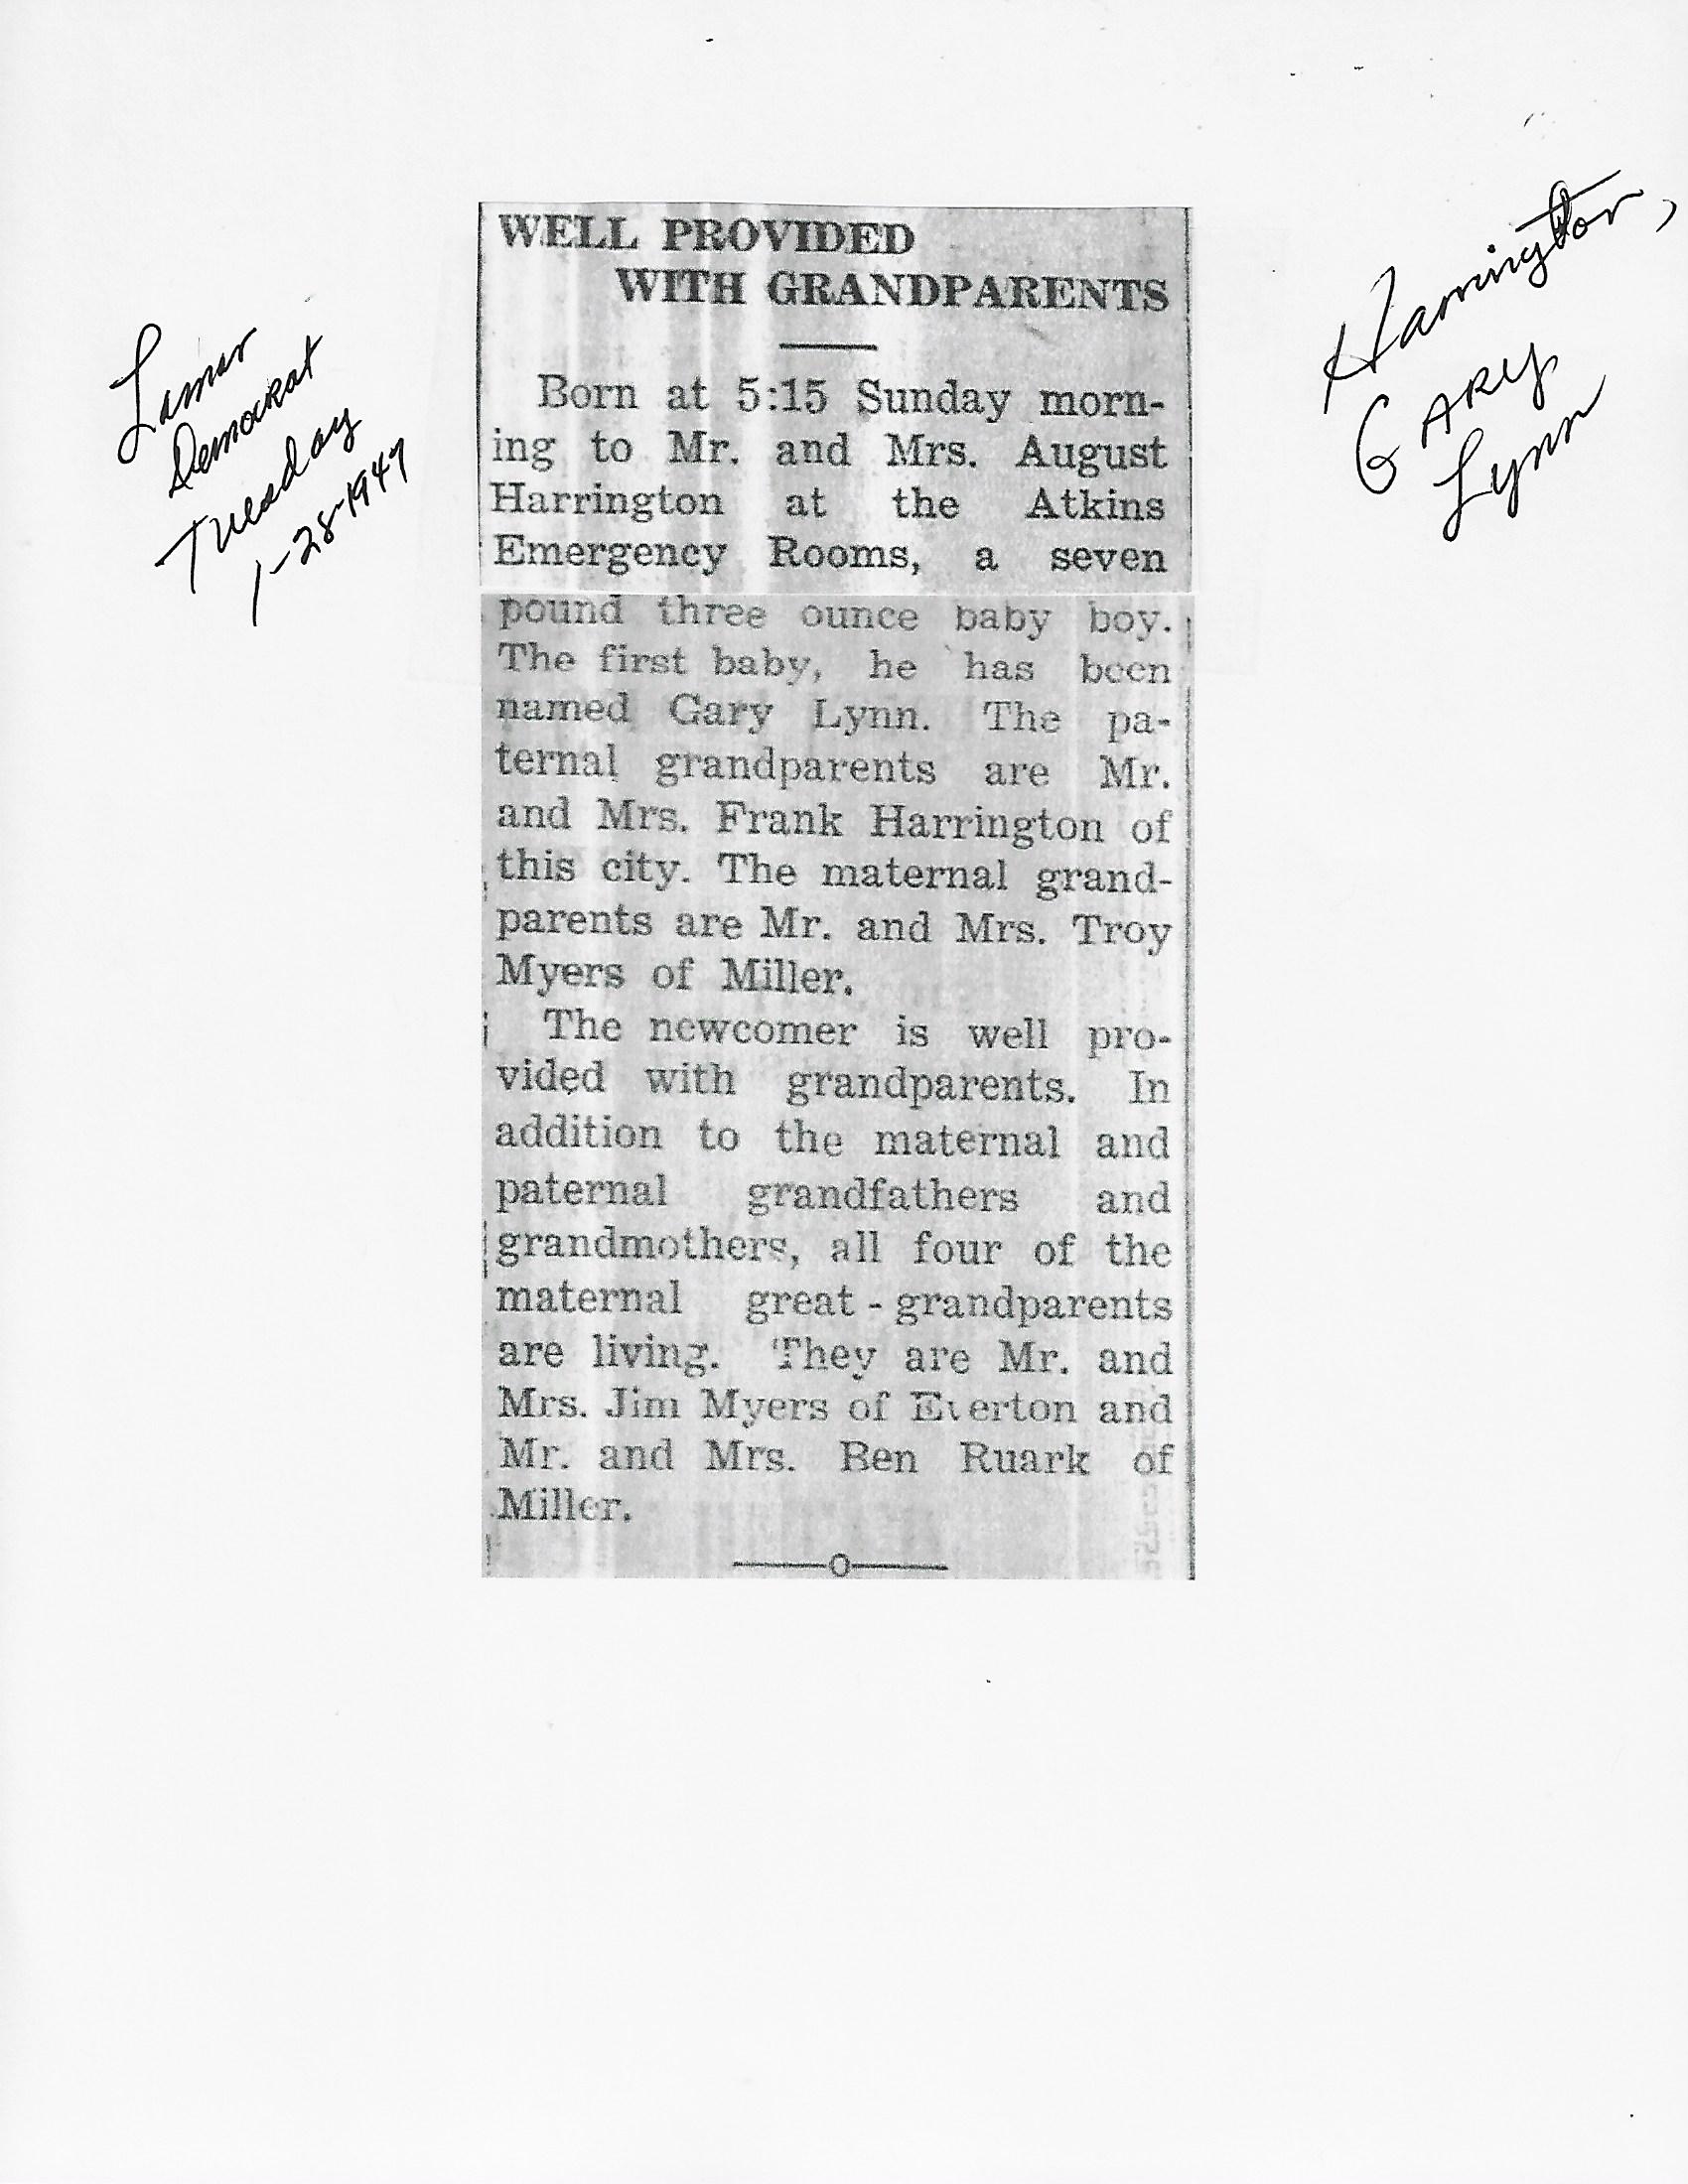 Lamar
Democrat
Tuesday
1-28-1947
Harrington,
GARY
Lynn
WELL PROVIDED
WITH GRANDPARENTS
Born at 5:15 Sunday morn-
ing to Mr. and Mrs. August
Harrington at the Atkins
Emergency Rooms, a seven
pound three ounce baby boy.
The first baby, he has been
named Gary Lynn. The pa-
ternal grandparents are Mr.
and Mrs. Frank Harrington of
this city. The maternal grand-
parents are Mr. and Mrs. Troy
Myers of Miller.
The newcomer is well pro-
vided with grandparents. In
addition to the maternal and
paternal grandfathers and
grandmothers, all four of the
maternal great-grandparents
are living. They are Mr. and
Mrs. Jim Myers of Everton and
Mr. and Mrs. Ben Ruark of
Miller.